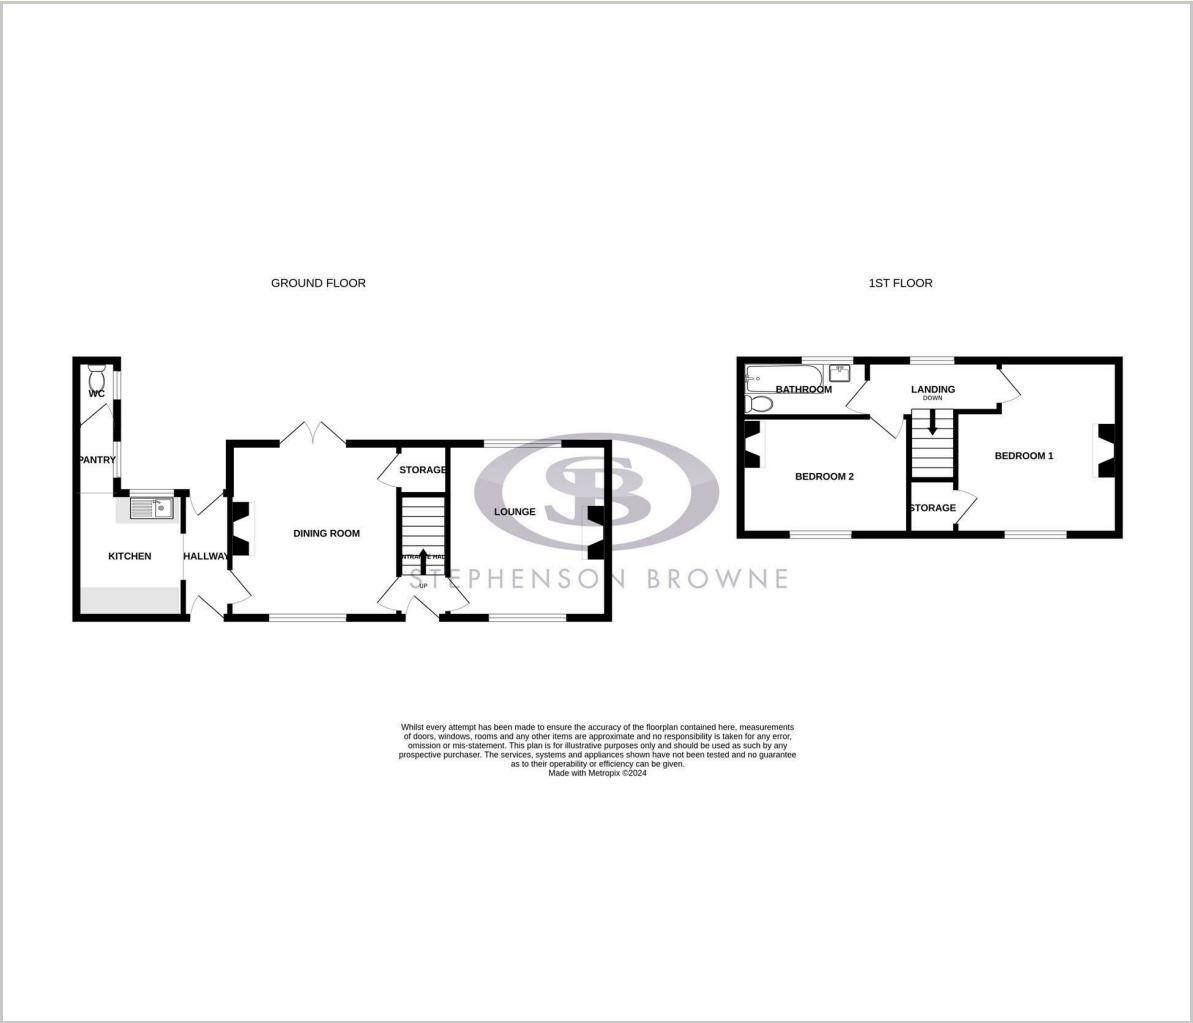 GROUND FLOOR
1ST FLOOR
WC
PANTRY
KITCHEN
HALLWAY
DINING ROOM
STORAGE
ENTRANCE HALL
UP
LOUNGE
BATHROOM
LANDING
DOWN
BEDROOM 2
BEDROOM 1
STORAGE
SB
STEPHENSON BROWNE
Whilst every attempt has been made to ensure the accuracy of the floorplan contained here, measurements
of doors, windows, rooms and any other items are approximate and no responsibility is taken for any error,
omission or mis-statement. This plan is for illustrative purposes only and should be used as such by any
prospective purchaser. The services, systems and appliances shown have not been tested and no guarantee
as to their operability or efficiency can be given.
Made with Metropix ©2024